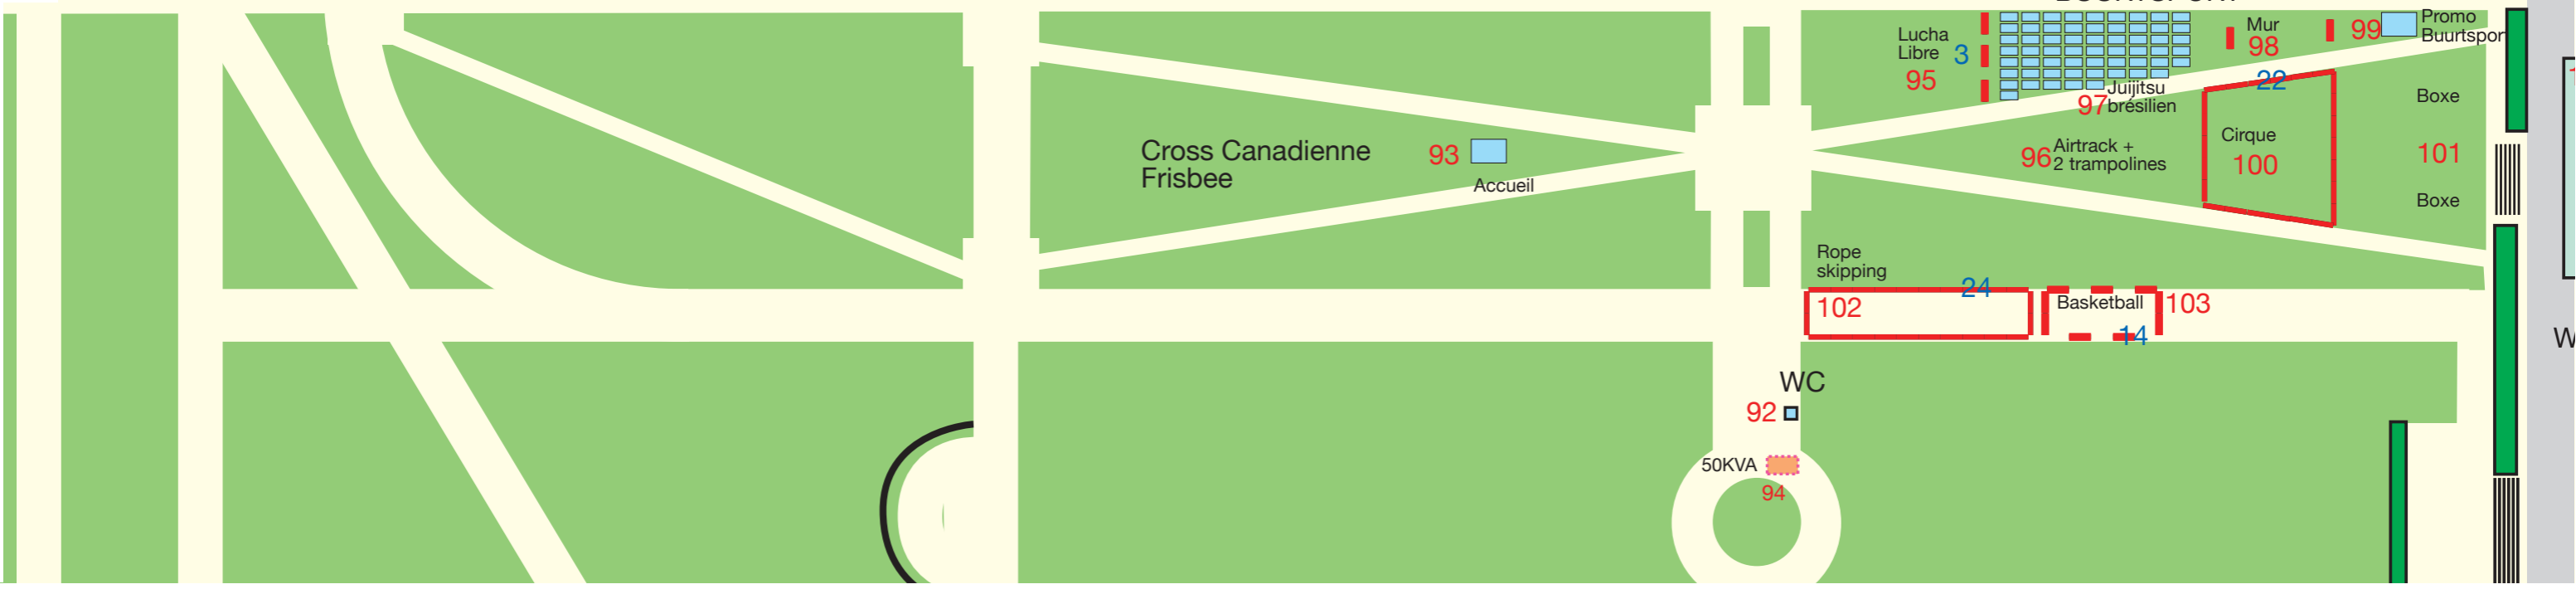 Lucha
Libre 3
95
Mur
98
99
Promo
Buurtspor
22
97 Juijitsu
brésilien
Boxe
Cross Canadienne
Frisbee
93
Accueil
96 Airtrack +
2 trampolines
Cirque
100
101
Boxe
Rope
skipping
24
102
Basketball
103
14
WC
92
50KVA
94